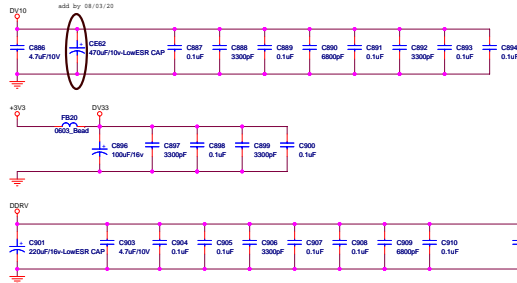 add by 08/03/20
DV10
C886
4.7uF/10V
CE62
470uF/10v-LowESR CAP
C887
0.1uF
C888
3300pF
C889
0.1uF
C890
6800pF
C891
0.1uF
C892
3300pF
C893
0.1uF
C894
0.1uF
+3V3
FB20
0603_Bead
DV33
C896
100uF/16v
C897
3300pF
C898
0.1uF
C899
3300pF
C900
0.1uF
DDRV
C901
220uF/16v-LowESR CAP
C903
4.7uF/10V
C904
0.1uF
C905
0.1uF
C906
3300pF
C907
0.1uF
C908
0.1uF
C909
6800pF
C910
0.1uF